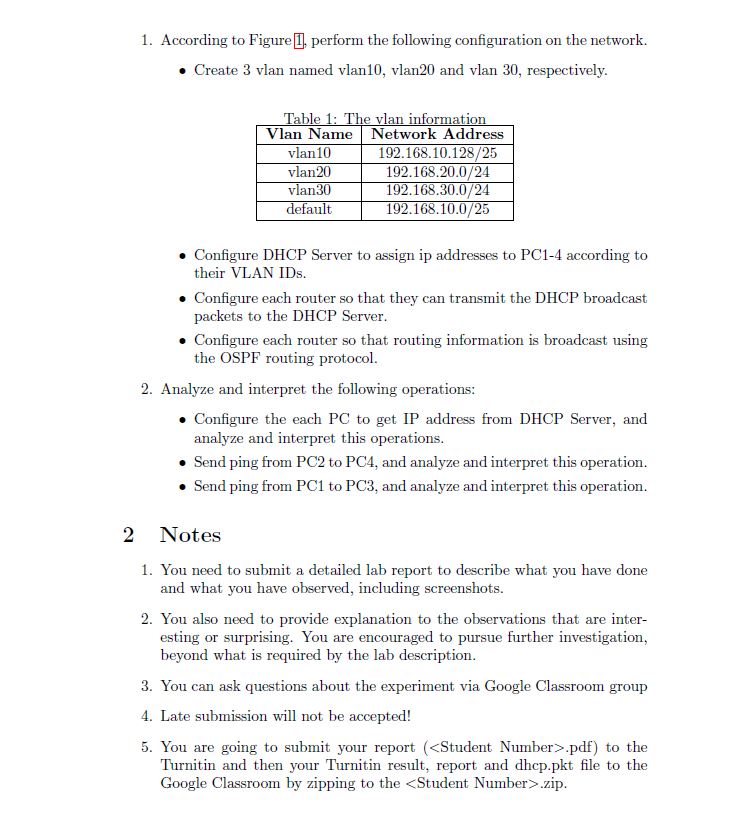 1. According to Figure 1, perform the following configuration on the network.
• Create 3 vlan named vlan10, vlan20 and vlan 30, respectively.
Table 1: The vlan information
Vlan Name Network Address
vlan10 192.168.10.128/25
vlan20 192.168.20.0/24
vlan30 192.168.30.0/24
default 192.168.10.0/25
• Configure DHCP Server to assign ip addresses to PC1-4 according to
their VLAN IDs.
• Configure each router so that they can transmit the DHCP broadcast
packets to the DHCP Server.
• Configure each router so that routing information is broadcast using
the OSPF routing protocol.
2. Analyze and interpret the following operations:
• Configure the each PC to get IP address from DHCP Server, and
analyze and interpret this operations.
• Send ping from PC2 to PC4, and analyze and interpret this operation.
• Send ping from PC1 to PC3, and analyze and interpret this operation.
2 Notes
1. You need to submit a detailed lab report to describe what you have done
and what you have observed, including screenshots.
2. You also need to provide explanation to the observations that are inter-
esting or surprising. You are encouraged to pursue further investigation,
beyond what is required by the lab description.
3. You can ask questions about the experiment via Google Classroom group
4. Late submission will not be accepted!
5. You are going to submit your report (<Student Number>.pdf) to the
Turnitin and then your Turnitin result, report and dhcp.pkt file to the
Google Classroom by zipping to the <Student Number>.zip.